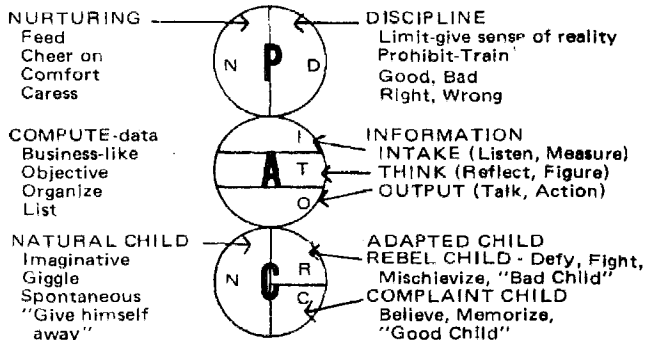 NURTURING
Feed
Cheer on
Comfort
Caress
N P D
DISCIPLINE
Limit-give sense of reality
Prohibit-Train
Good, Bad
Right, Wrong
COMPUTE-data
Business-like
Objective
Organize
List
I
A T
O
INFORMATION
INTAKE (Listen, Measure)
THINK (Reflect, Figure)
OUTPUT (Talk, Action)
NATURAL CHILD
Imaginative
Giggle
Spontaneous
"Give himself
away"
N C R
C
ADAPTED CHILD
REBEL CHILD - Defy, Fight,
Mischievize, "Bad Child"
COMPLAINT CHILD
Believe, Memorize,
"Good Child"